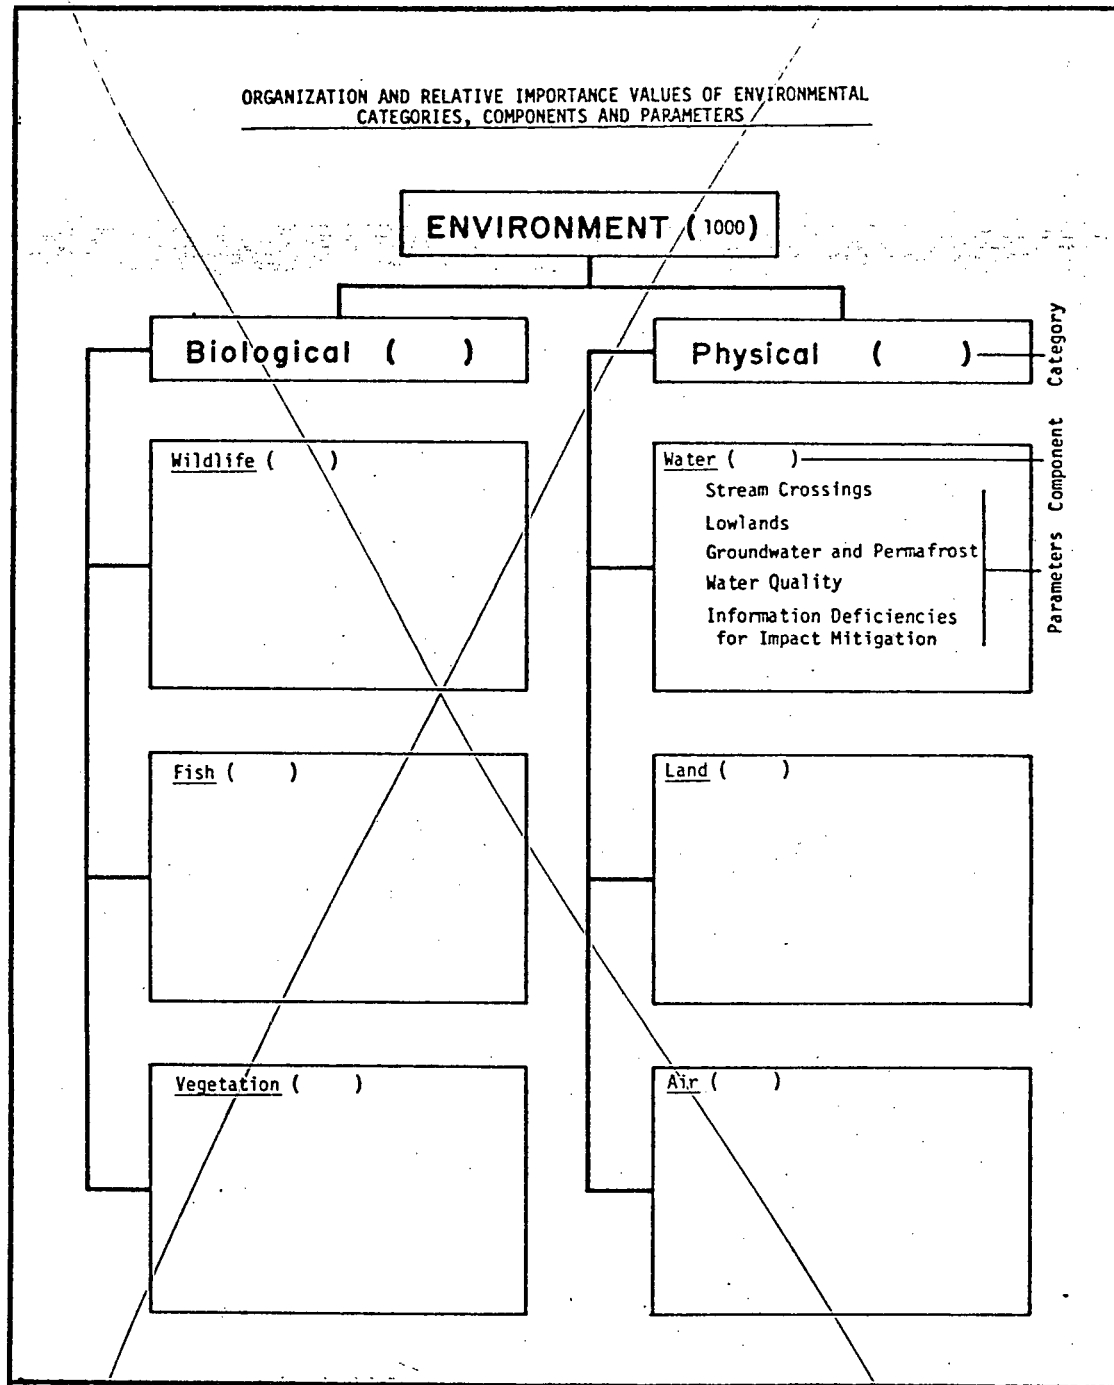 ORGANIZATION AND RELATIVE IMPORTANCE VALUES OF ENVIRONMENTAL
CATEGORIES, COMPONENTS AND PARAMETERS
ENVIRONMENT (1000)
Biological ( )
Physical ( )
Category
Wildlife ( )
Water ( )
Component
Stream Crossings
Lowlands
Groundwater and Permafrost
Water Quality
Information Deficiencies
for Impact Mitigation
Parameters
Fish ( )
Land ( )
Vegetation ( )
Air ( )